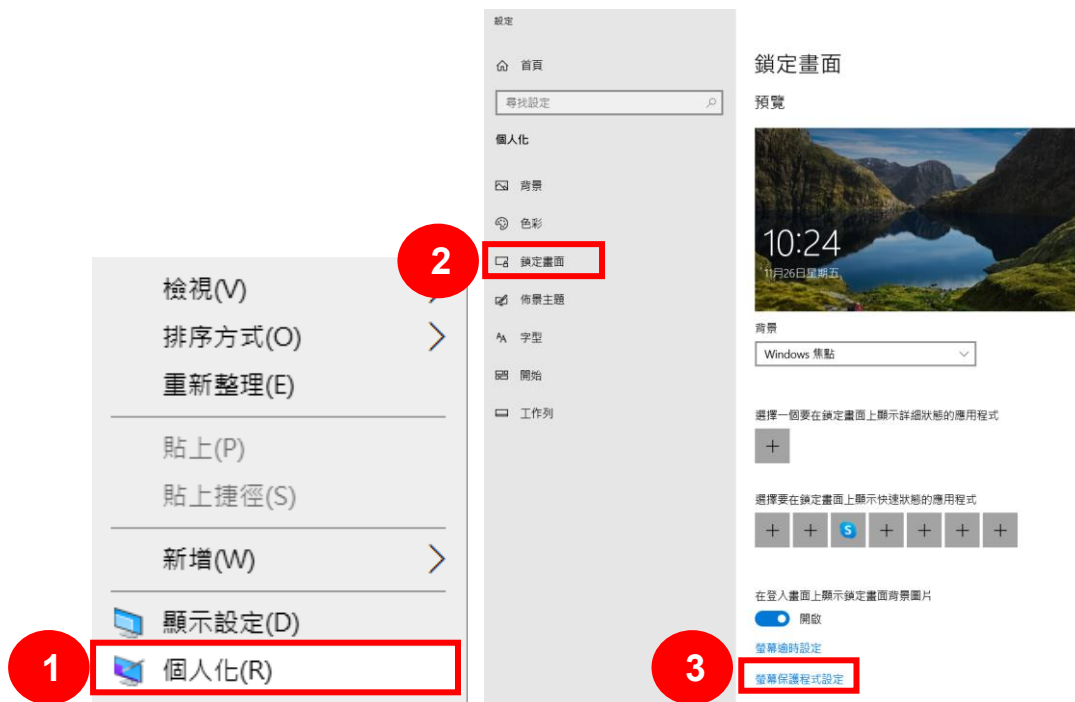 1
檢視(V)
排序方式(O)
重新整理(E)
貼上(P)
貼上捷徑(S)
新增(W)
顯示設定(D)
個人化(R)
2
設定
首頁
尋找設定
個人化
背景
色彩
鎖定畫面
佈景主題
字型
開始
工作列
3
鎖定畫面
預覽
10:24
11月26日星期五
背景
Windows 焦點
選擇一個要在鎖定畫面上顯示詳細狀態的應用程式
選擇要在鎖定畫面上顯示快速狀態的應用程式
在登入畫面上顯示鎖定畫面背景圖片
開啟
螢幕逾時設定
螢幕保護程式設定